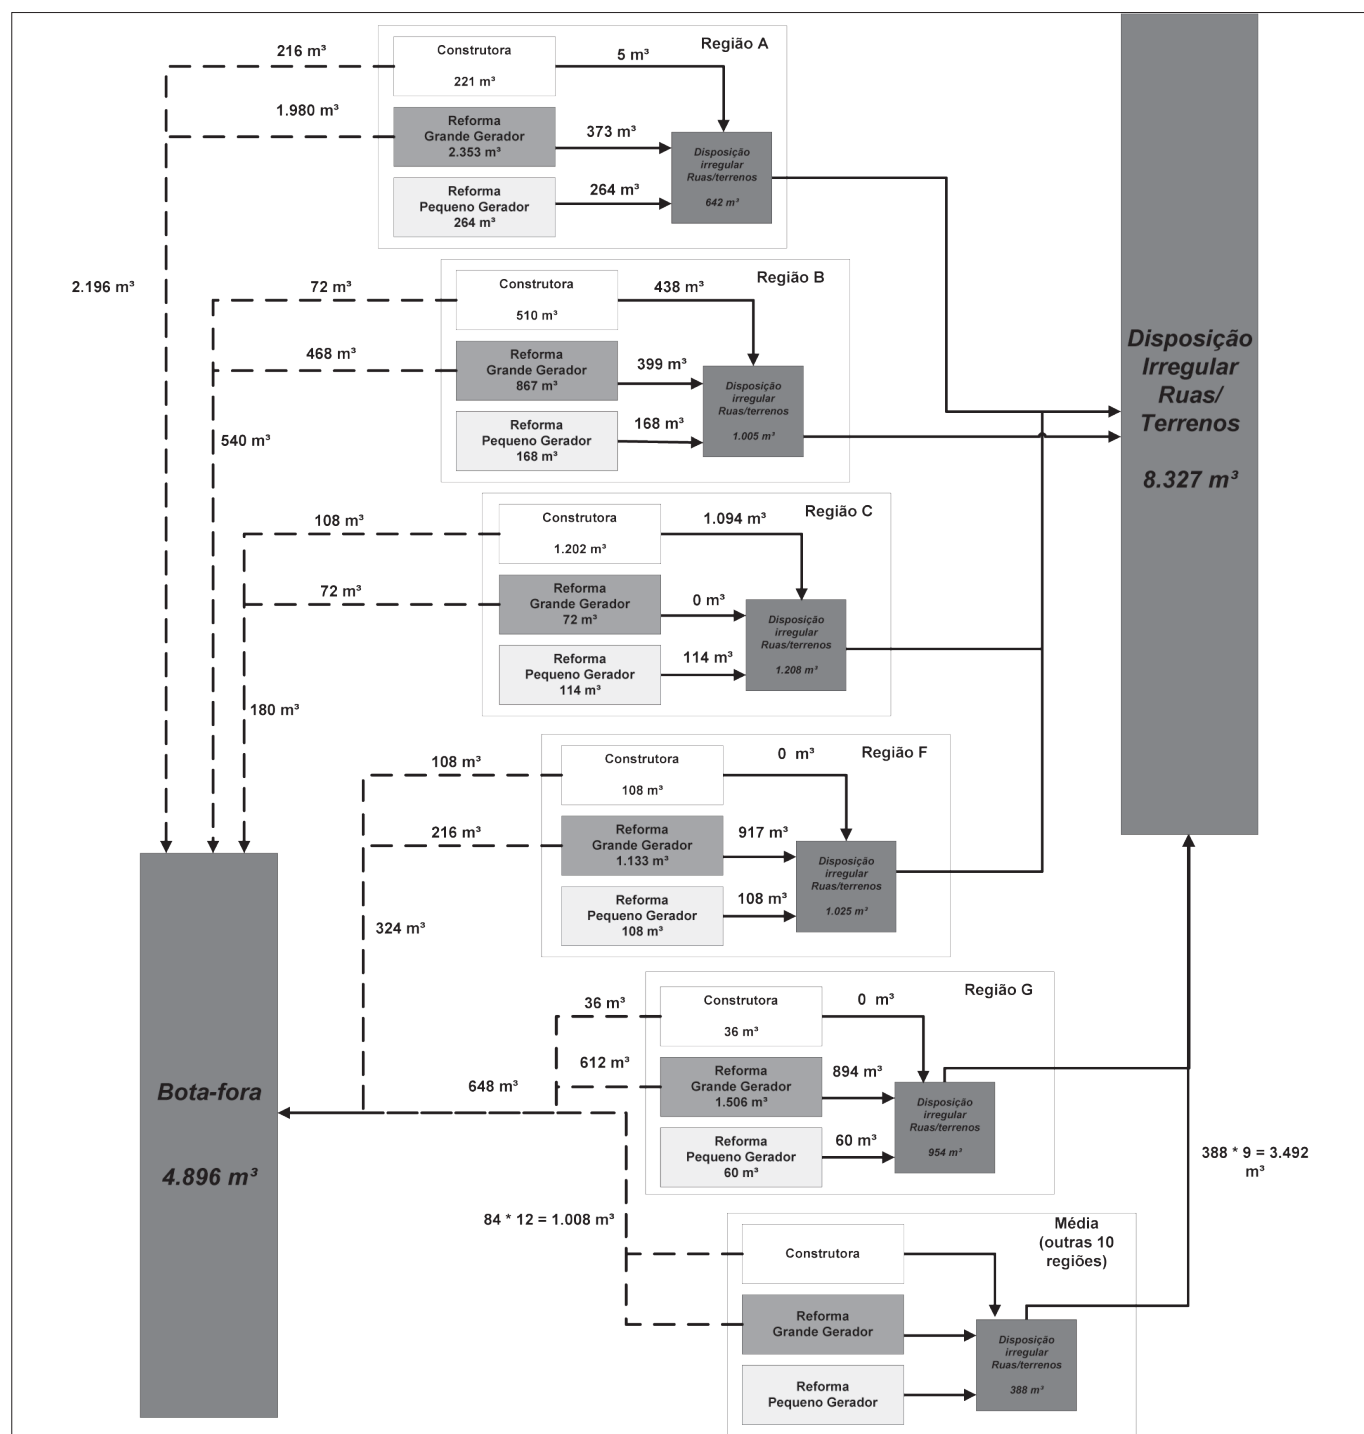 216 m³
Construtora
221 m³
5 m³
Região A
1.980 m³
Reforma
Grande Gerador
2.353 m³
373 m³
Disposição
irregular
Ruas/terrenos
642 m³
Reforma
Pequeno Gerador
264 m³
264 m³
2.196 m³
72 m³
Construtora
510 m³
438 m³
Região B
468 m³
Reforma
Grande Gerador
867 m³
399 m³
Disposição
irregular
Ruas/terrenos
1.005 m³
Reforma
Pequeno Gerador
168 m³
168 m³
540 m³
Disposição
Irregular
Ruas/
Terrenos
8.327 m³
108 m³
Construtora
1.202 m³
1.094 m³
Região C
72 m³
Reforma
Grande Gerador
72 m³
0 m³
Disposição
irregular
Ruas/terrenos
1.208 m³
Reforma
Pequeno Gerador
114 m³
114 m³
180 m³
108 m³
Construtora
108 m³
0 m³
Região F
216 m³
Reforma
Grande Gerador
1.133 m³
917 m³
Disposição
irregular
Ruas/terrenos
1.025 m³
Reforma
Pequeno Gerador
108 m³
108 m³
324 m³
36 m³
Construtora
36 m³
0 m³
Região G
612 m³
Reforma
Grande Gerador
1.506 m³
894 m³
Disposição
irregular
Ruas/terrenos
954 m³
Reforma
Pequeno Gerador
60 m³
60 m³
648 m³
Bota-fora
4.896 m³
388 * 9 = 3.492
m³
84 * 12 = 1.008 m³
Média
(outras 10
regiões)
Construtora
Reforma
Grande Gerador
Disposição
irregular
Ruas/terrenos
388 m³
Reforma
Pequeno Gerador